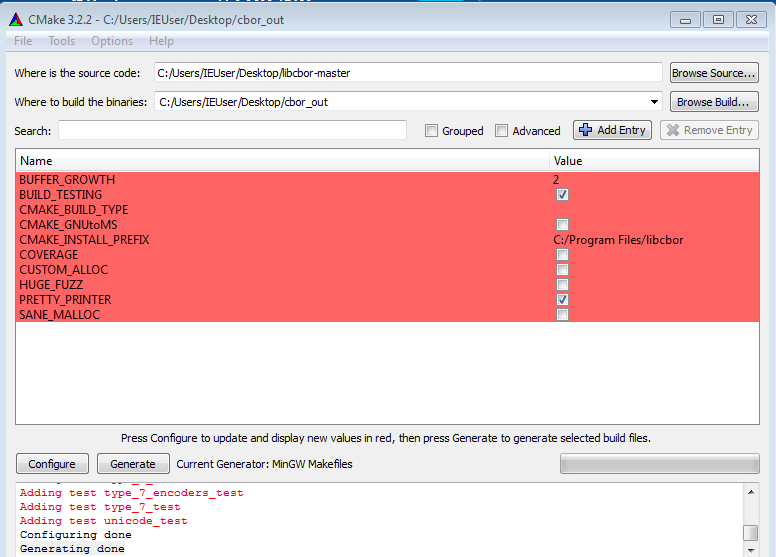 CMake 3.2.2 - C:/Users/IEUser/Desktop/cbor_out
File Tools Options Help
Where is the source code: C:/Users/IEUser/Desktop/libcbor-master Browse Source...
Where to build the binaries: C:/Users/IEUser/Desktop/cbor_out Browse Build...
Search: Grouped Advanced Add Entry Remove Entry
Name Value
BUFFER_GROWTH 2
BUILD_TESTING
CMAKE_BUILD_TYPE
CMAKE_GNUtoMS
CMAKE_INSTALL_PREFIX C:/Program Files/libcbor
COVERAGE
CUSTOM_ALLOC
HUGE_FUZZ
PRETTY_PRINTER
SANE_MALLOC
Press Configure to update and display new values in red, then press Generate to generate selected build files.
Configure Generate Current Generator: MinGW Makefiles
Adding test type_7_encoders_test
Adding test type_7_test
Adding test unicode_test
Configuring done
Generating done